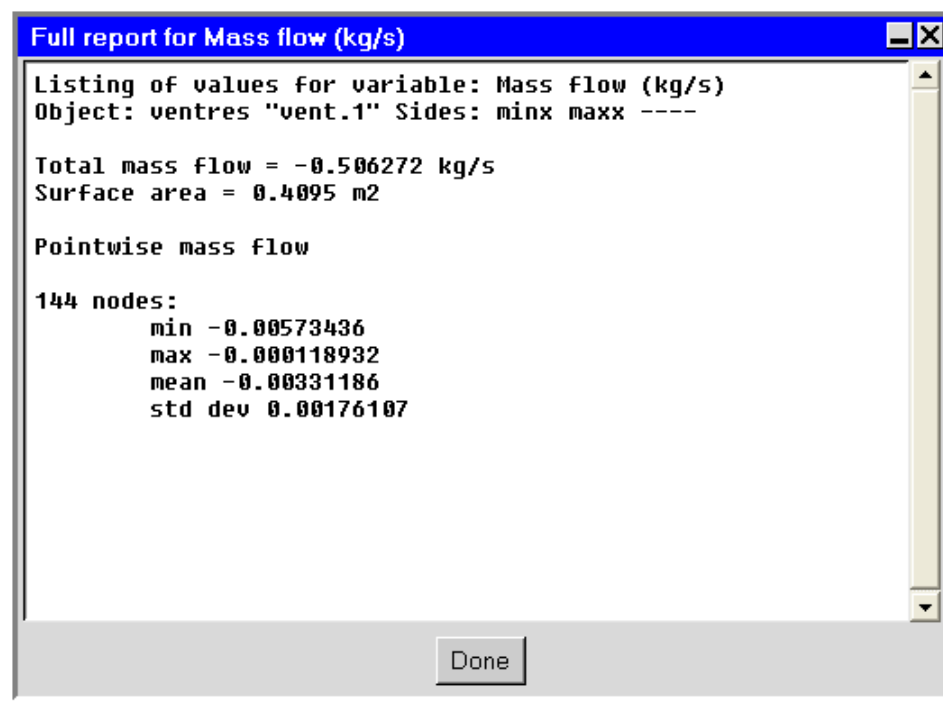 Full report for Mass flow (kg/s)
Listing of values for variable: Mass flow (kg/s)
Object: ventres "vent.1" Sides: minx maxx ----
Total mass flow = -0.506272 kg/s
Surface area = 0.4095 m2
Pointwise mass flow
144 nodes:
min -0.00573436
max -0.000118932
mean -0.00331186
std dev 0.00176107
Done